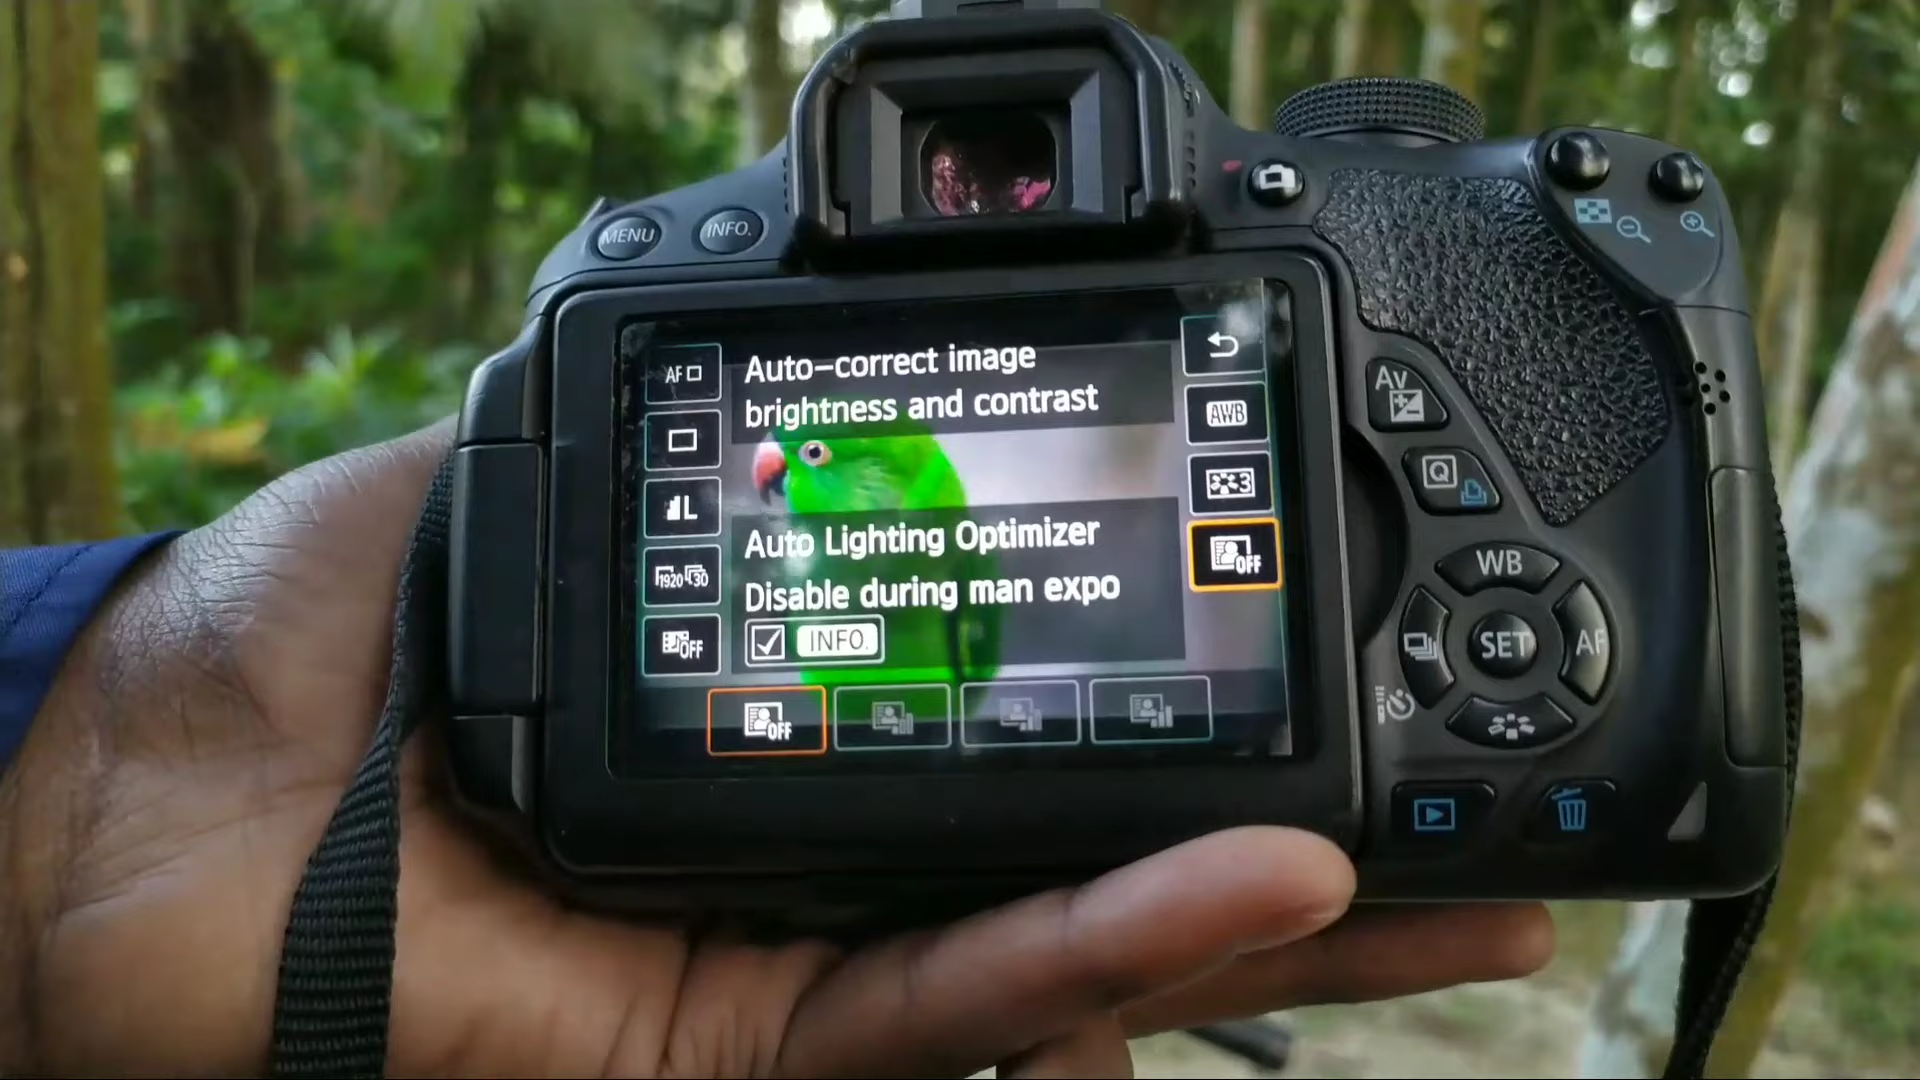 MENU
INFO.
AF
Auto-correct image
brightness and contrast
AWB
L
3
Auto Lighting Optimizer
OFF
1920 30
Disable during man expo
OFF
INFO.
OFF
Av
Q
WB
SET
AF